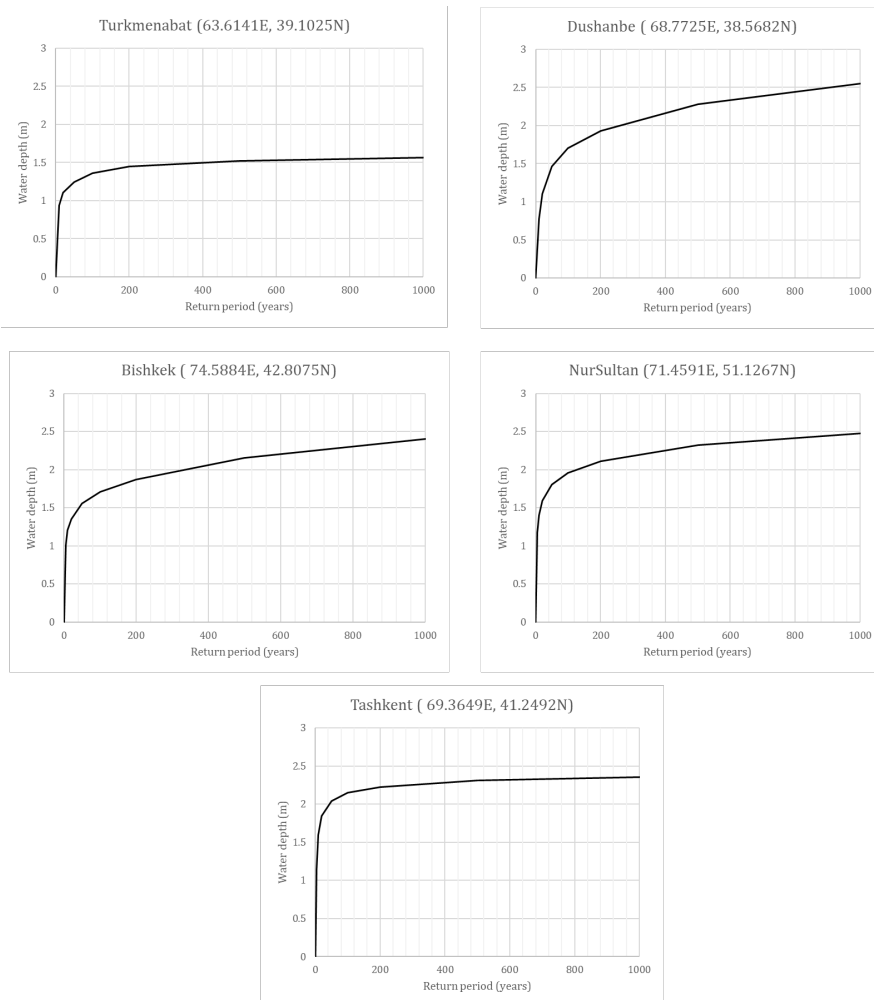 Turkmenabat (63.6141E, 39.1025N)
3
2.5
2
1.5
1
0.5
0
Water depth (m)
0 200 400 600 800 1000
Return period (years)
Dushanbe ( 68.7725E, 38.5682N)
3
2.5
2
1.5
1
0.5
0
Water depth (m)
0 200 400 600 800 1000
Return period (years)
Bishkek ( 74.5884E, 42.8075N)
3
2.5
2
1.5
1
0.5
0
Water depth (m)
0 200 400 600 800 1000
Return period (years)
NurSultan (71.4591E, 51.1267N)
3
2.5
2
1.5
1
0.5
0
Water depth (m)
0 200 400 600 800 1000
Return period (years)
Tashkent ( 69.3649E, 41.2492N)
3
2.5
2
1.5
1
0.5
0
Water depth (m)
0 200 400 600 800 1000
Return period (years)